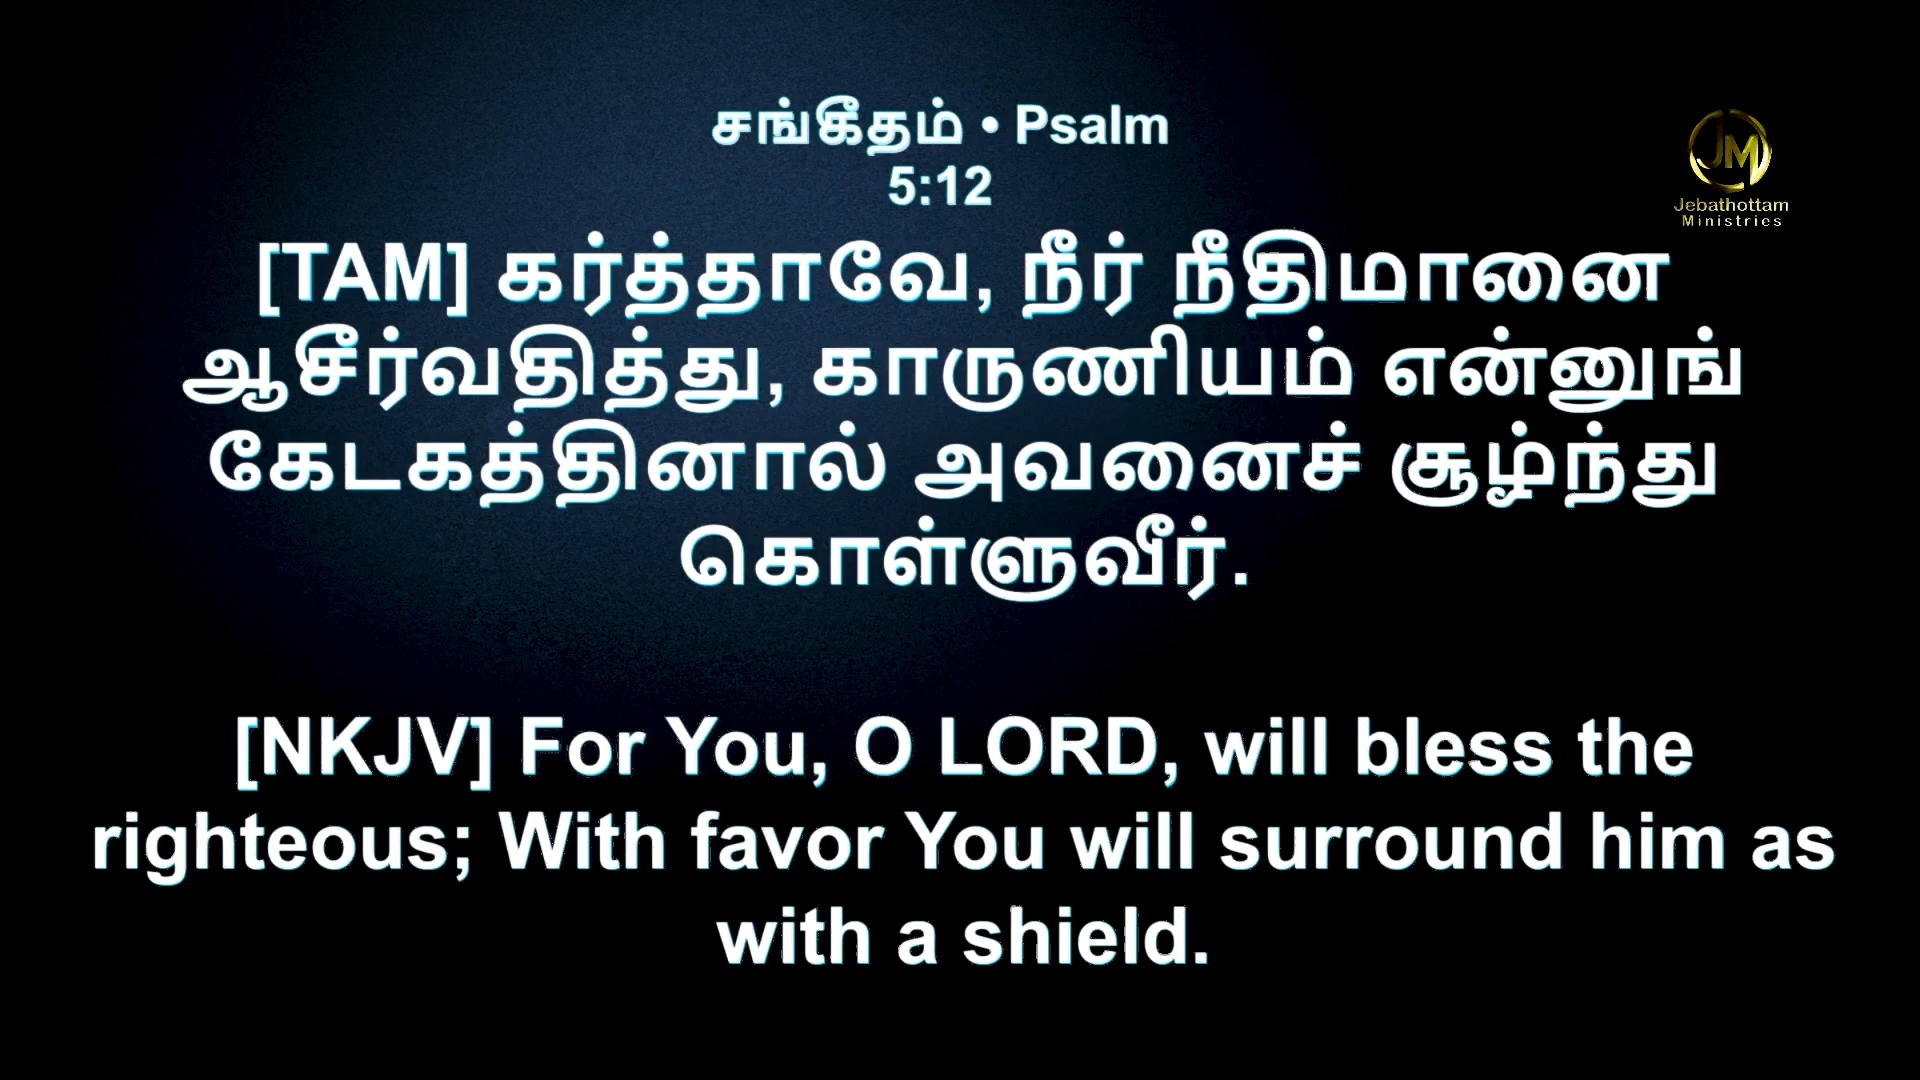 சங்கீதம் • Psalm
5:12
[TAM] கர்த்தாவே, நீர் நீதிமானை
ஆசீர்வதித்து, காருணியம் என்னுங்
கேடகத்தினால் அவனைச் சூழ்ந்து
கொள்ளுவீர்.
[NKJV] For You, O LORD, will bless the
righteous; With favor You will surround him as
with a shield.
JM
Jebathottam
Ministries